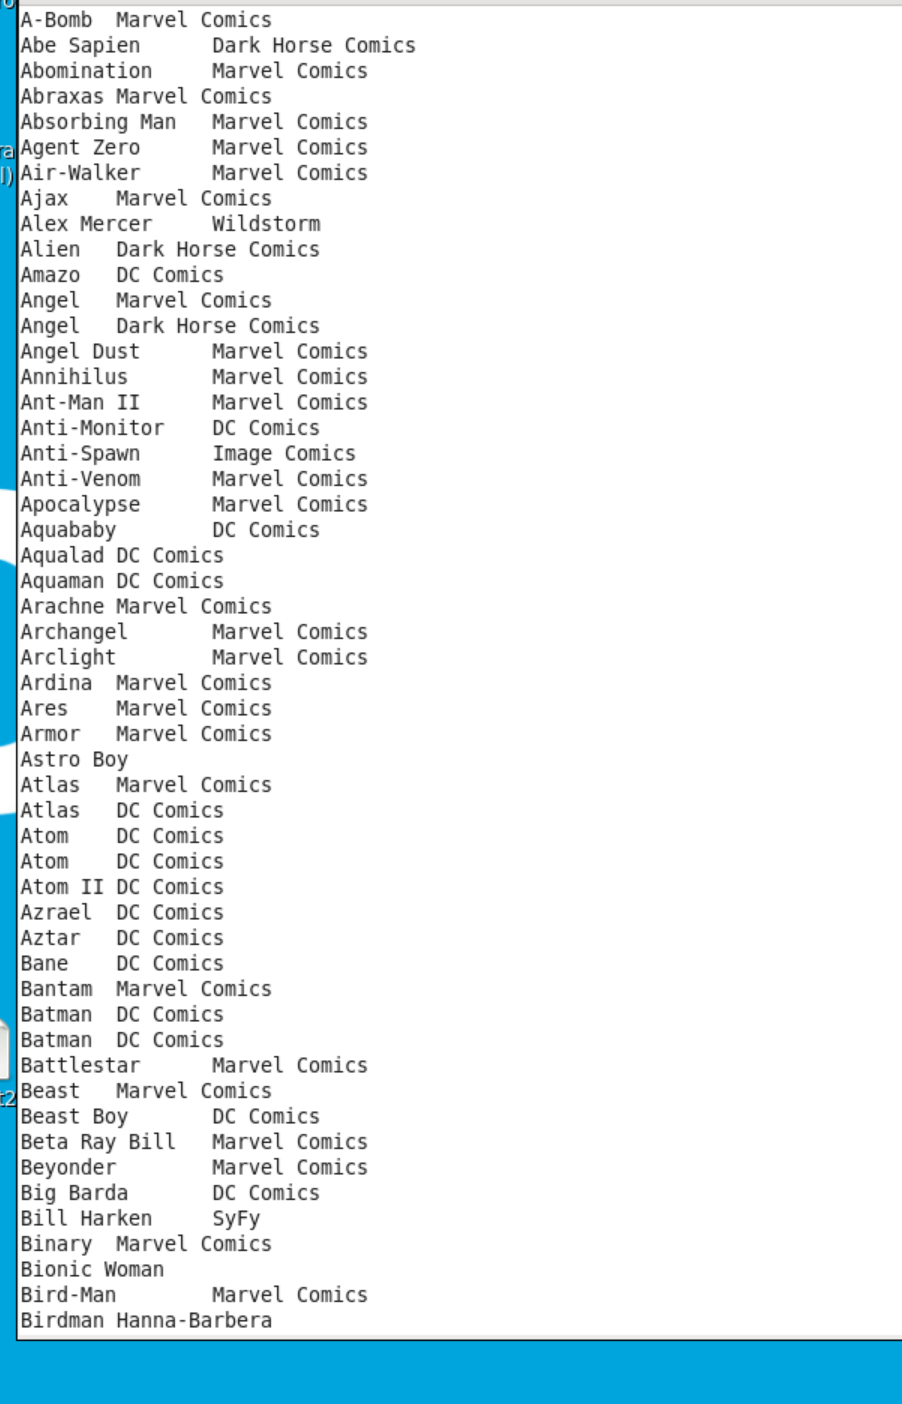 A-Bomb	Marvel Comics
Abe Sapien	Dark Horse Comics
Abomination	Marvel Comics
Abraxas	Marvel Comics
Absorbing Man	Marvel Comics
Agent Zero	Marvel Comics
Air-Walker	Marvel Comics
Ajax	Marvel Comics
Alex Mercer	Wildstorm
Alien	Dark Horse Comics
Amazo	DC Comics
Angel	Marvel Comics
Angel	Dark Horse Comics
Angel Dust	Marvel Comics
Annihilus	Marvel Comics
Ant-Man II	Marvel Comics
Anti-Monitor	DC Comics
Anti-Spawn	Image Comics
Anti-Venom	Marvel Comics
Apocalypse	Marvel Comics
Aquababy	DC Comics
Aqualad	DC Comics
Aquaman	DC Comics
Arachne	Marvel Comics
Archangel	Marvel Comics
Arclight	Marvel Comics
Ardina	Marvel Comics
Ares	Marvel Comics
Armor	Marvel Comics
Astro Boy
Atlas	Marvel Comics
Atlas	DC Comics
Atom	DC Comics
Atom	DC Comics
Atom II	DC Comics
Azrael	DC Comics
Aztar	DC Comics
Bane	DC Comics
Bantam	Marvel Comics
Batman	DC Comics
Batman	DC Comics
Battlestar	Marvel Comics
Beast	Marvel Comics
Beast Boy	DC Comics
Beta Ray Bill	Marvel Comics
Beyonder	Marvel Comics
Big Barda	DC Comics
Bill Harken	SyFy
Binary	Marvel Comics
Bionic Woman
Bird-Man	Marvel Comics
Birdman	Hanna-Barbera